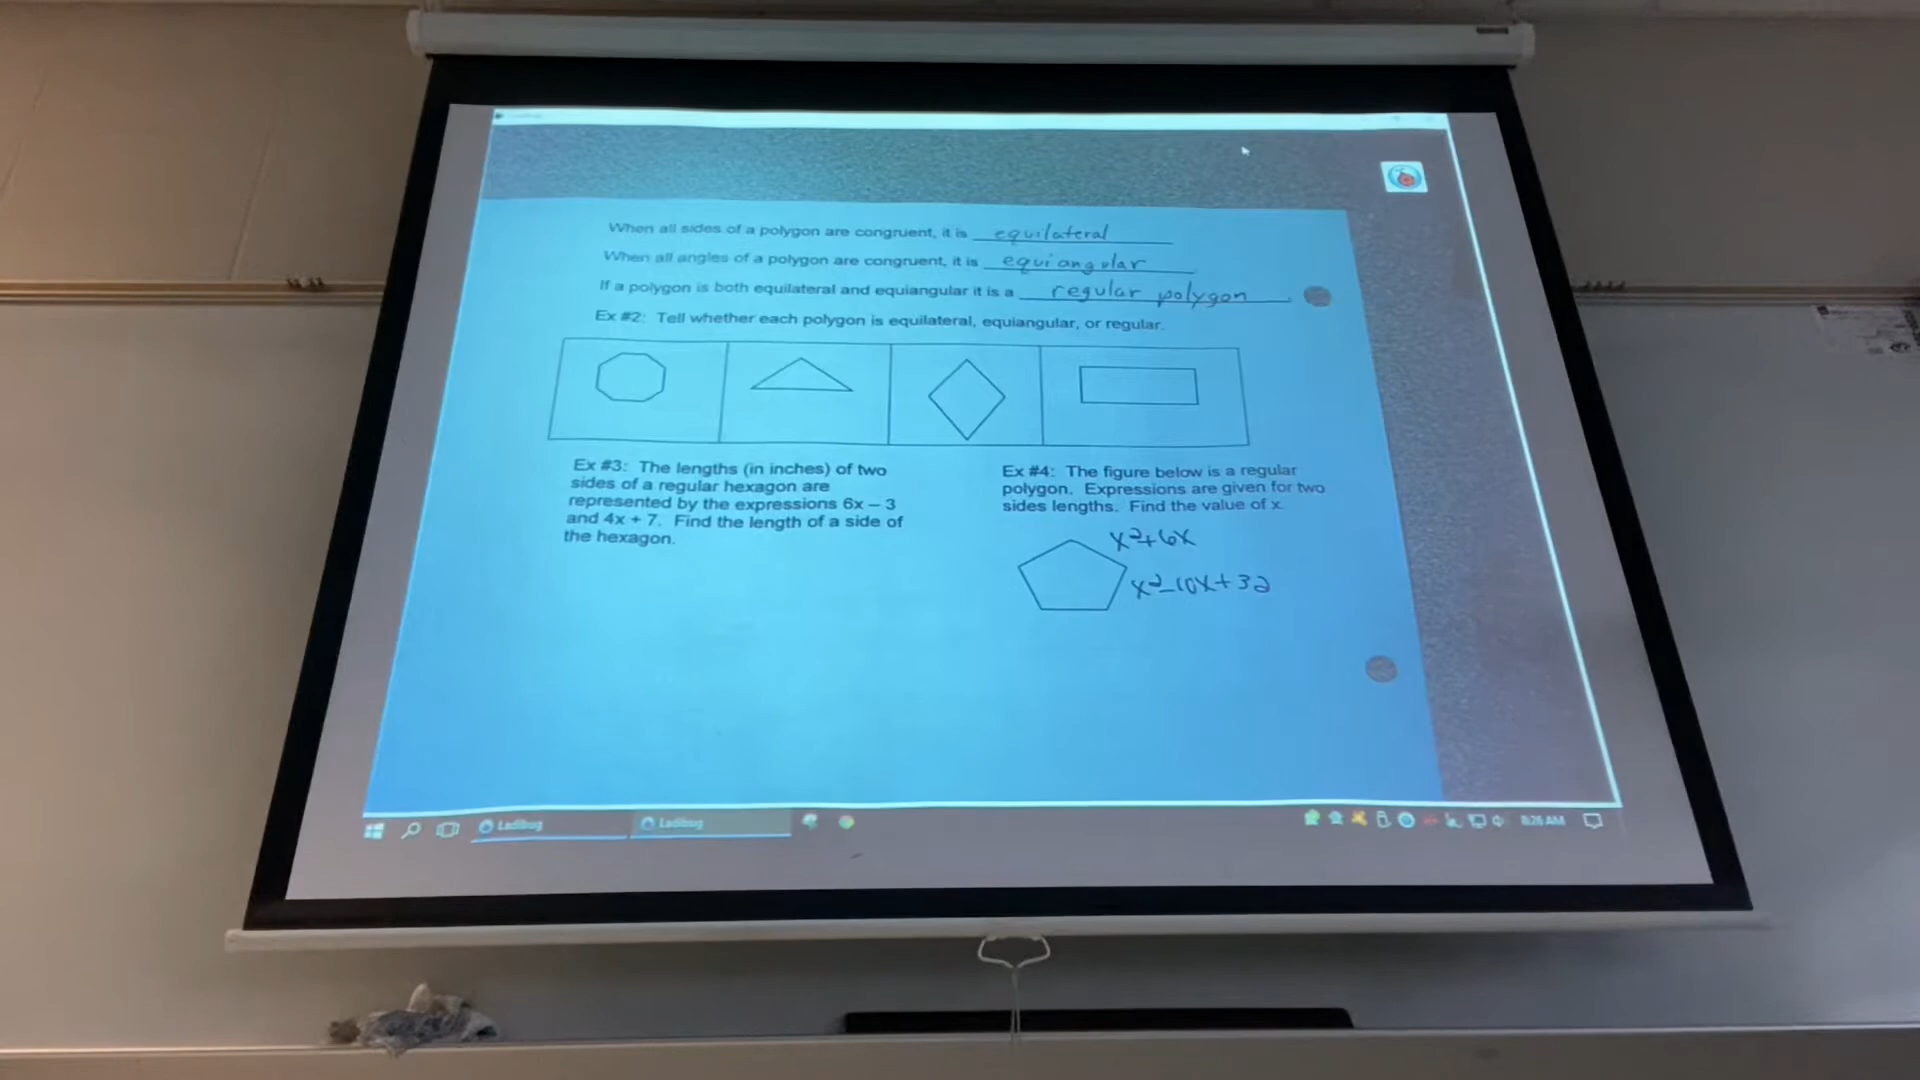 When all sides of a polygon are congruent, it is equilateral
When all angles of a polygon are congruent, it is equiangular
If a polygon is both equilateral and equiangular it is a regular polygon
Ex #2: Tell whether each polygon is equilateral, equiangular, or regular.
Ex #3: The lengths (in inches) of two
sides of a regular hexagon are
represented by the expressions 6x – 3
and 4x + 7. Find the length of a side of
the hexagon.
Ex #4: The figure below is a regular
polygon. Expressions are given for two
sides lengths. Find the value of x.
x²+6x
x²-10x+32
Ladibug
Ladibug
8:26 AM